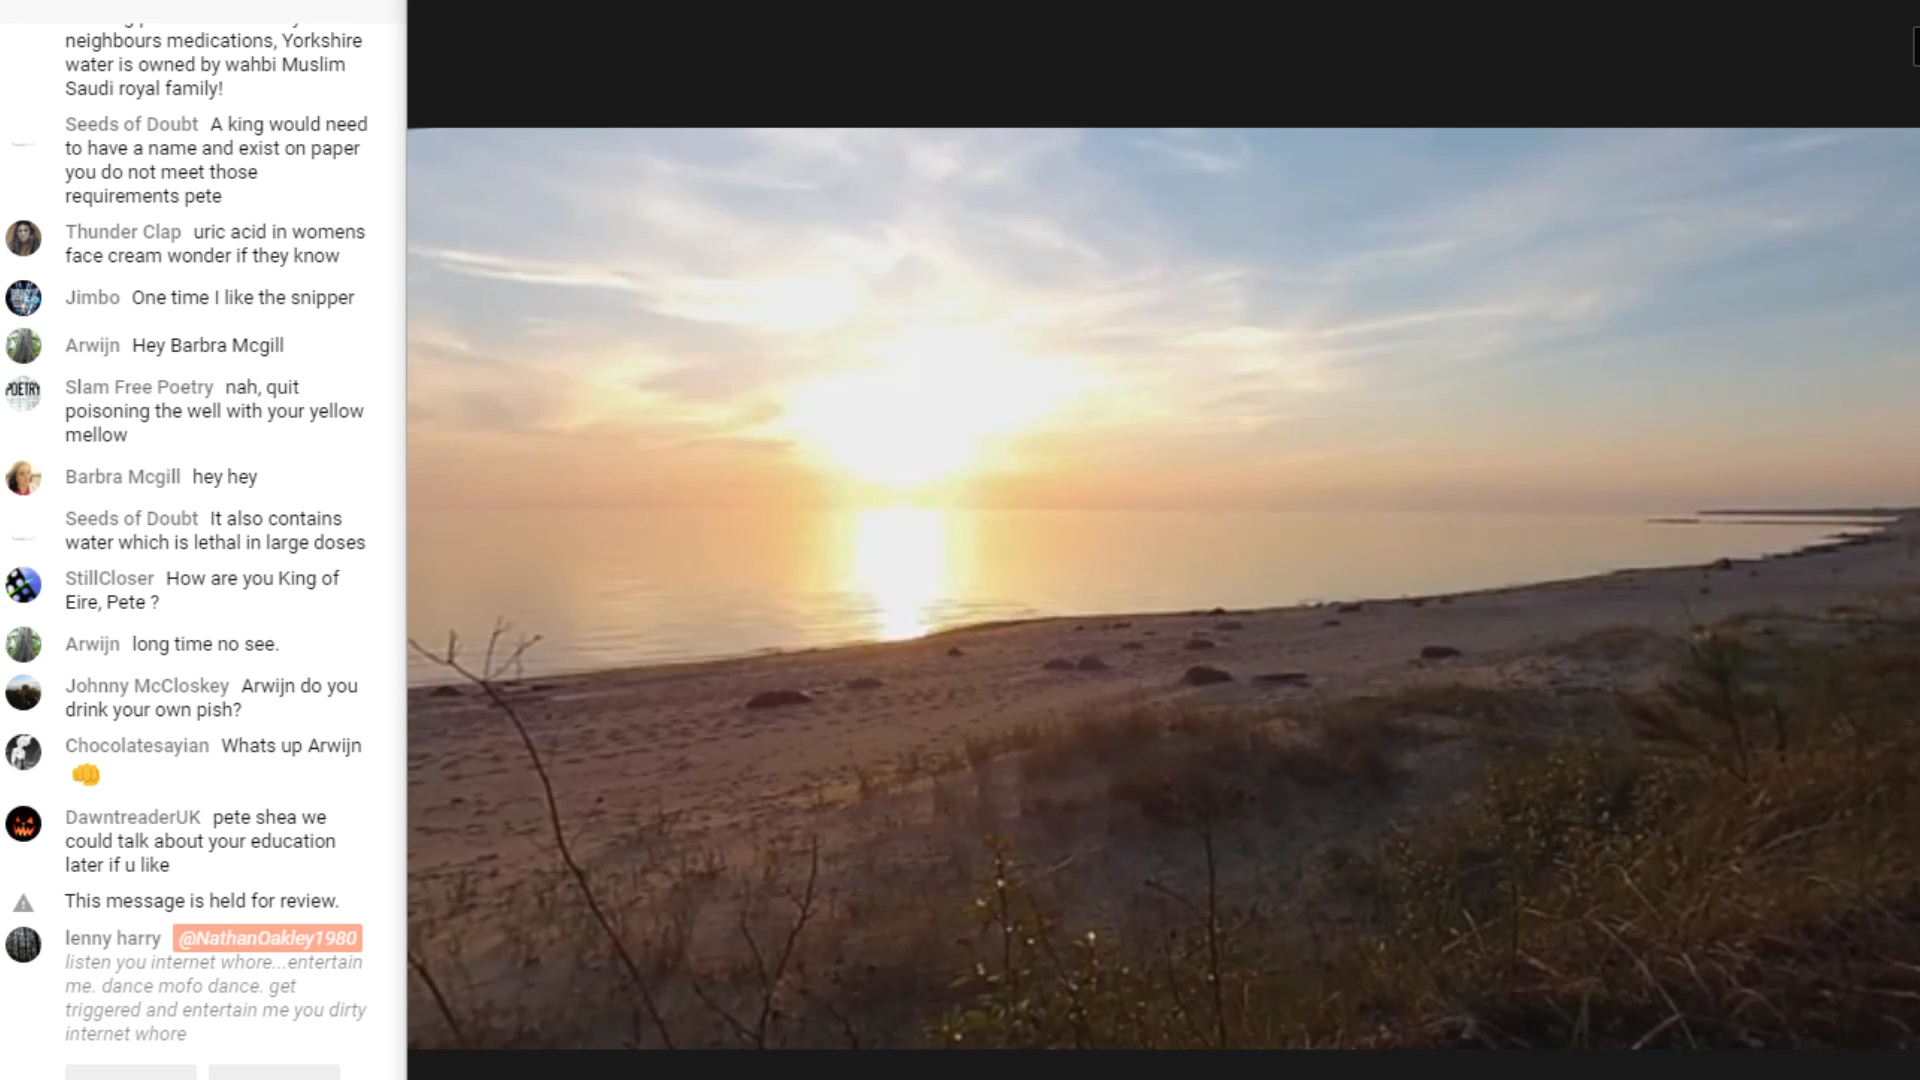 neighbours medications, Yorkshire
water is owned by wahbi Muslim
Saudi royal family!
Seeds of Doubt A king would need
to have a name and exist on paper
you do not meet those
requirements pete
Thunder Clap uric acid in womens
face cream wonder if they know
Jimbo One time I like the snipper
Arwijn Hey Barbra Mcgill
POETRY
Slam Free Poetry nah, quit
poisoning the well with your yellow
mellow
Barbra Mcgill hey hey
Seeds of Doubt It also contains
water which is lethal in large doses
StillCloser How are you King of
Eire, Pete ?
Arwijn long time no see.
Johnny McCloskey Arwijn do you
drink your own pish?
Chocolatesayian Whats up Arwijn
👊
DawntreaderUK pete shea we
could talk about your education
later if u like
This message is held for review.
lenny harry @NathanOakley1980
listen you internet whore...entertain
me. dance mofo dance. get
triggered and entertain me you dirty
internet whore